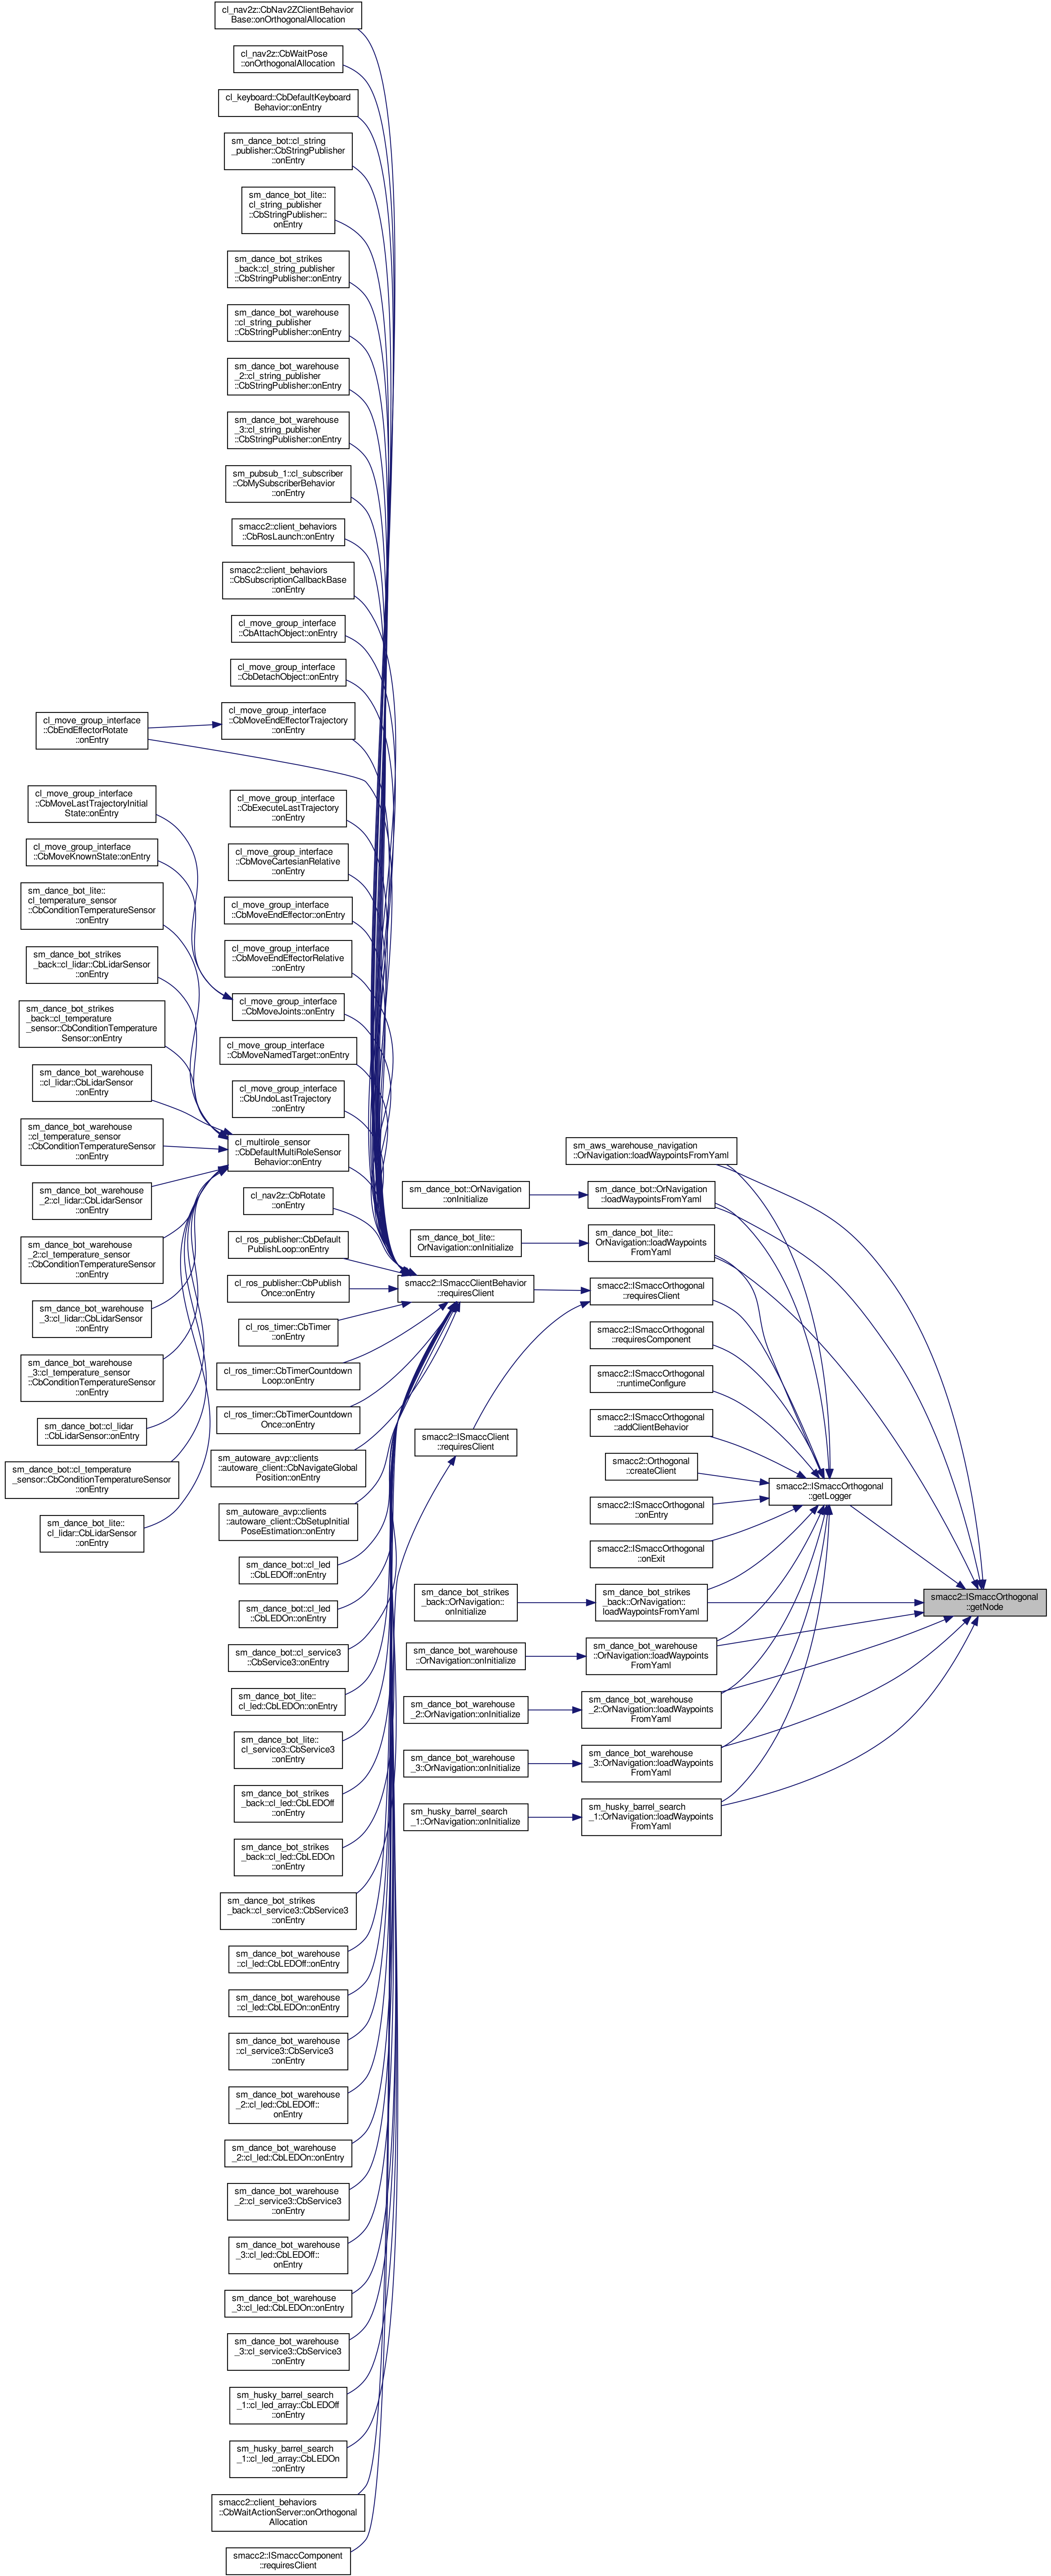 cl_nav2z::CbNav2ZClientBehavior
Base::onOrthogonalAllocation
cl_nav2z::CbWaitPose
::onOrthogonalAllocation
cl_keyboard::CbDefaultKeyboard
Behavior::onEntry
sm_dance_bot::cl_string
_publisher::CbStringPublisher
::onEntry
sm_dance_bot_lite::
cl_string_publisher
::CbStringPublisher::
onEntry
sm_dance_bot_strikes
_back::cl_string_publisher
::CbStringPublisher::onEntry
sm_dance_bot_warehouse
::cl_string_publisher
::CbStringPublisher::onEntry
sm_dance_bot_warehouse
_2::cl_string_publisher
::CbStringPublisher::onEntry
sm_dance_bot_warehouse
_3::cl_string_publisher
::CbStringPublisher::onEntry
sm_pubsub_1::cl_subscriber
::CbMySubscriberBehavior
::onEntry
smacc2::client_behaviors
::CbRosLaunch::onEntry
smacc2::client_behaviors
::CbSubscriptionCallbackBase
::onEntry
cl_move_group_interface
::CbAttachObject::onEntry
cl_move_group_interface
::CbDetachObject::onEntry
cl_move_group_interface
::CbMoveEndEffectorTrajectory
::onEntry
cl_move_group_interface
::CbEndEffectorRotate
::onEntry
cl_move_group_interface
::CbExecuteLastTrajectory
::onEntry
cl_move_group_interface
::CbMoveCartesianRelative
::onEntry
cl_move_group_interface
::CbMoveEndEffector::onEntry
cl_move_group_interface
::CbMoveEndEffectorRelative
::onEntry
cl_move_group_interface
::CbMoveJoints::onEntry
cl_move_group_interface
::CbMoveNamedTarget::onEntry
cl_move_group_interface
::CbUndoLastTrajectory
::onEntry
cl_multirole_sensor
::CbDefaultMultiRoleSensor
Behavior::onEntry
cl_nav2z::CbRotate
::onEntry
cl_ros_publisher::CbDefault
PublishLoop::onEntry
cl_ros_publisher::CbPublish
Once::onEntry
cl_ros_timer::CbTimer
::onEntry
cl_ros_timer::CbTimerCountdown
Loop::onEntry
cl_ros_timer::CbTimerCountdown
Once::onEntry
sm_autoware_avp::clients
::autoware_client::CbNavigateGlobal
Position::onEntry
sm_autoware_avp::clients
::autoware_client::CbSetupInitial
PoseEstimation::onEntry
sm_dance_bot::cl_led
::CbLEDOff::onEntry
sm_dance_bot::cl_led
::CbLEDOn::onEntry
sm_dance_bot::cl_service3
::CbService3::onEntry
sm_dance_bot_lite::
cl_led::CbLEDOn::onEntry
sm_dance_bot_lite::
cl_service3::CbService3
::onEntry
sm_dance_bot_strikes
_back::cl_led::CbLEDOff
::onEntry
sm_dance_bot_strikes
_back::cl_led::CbLEDOn
::onEntry
sm_dance_bot_strikes
_back::cl_service3::CbService3
::onEntry
sm_dance_bot_warehouse
::cl_led::CbLEDOff::onEntry
sm_dance_bot_warehouse
::cl_led::CbLEDOn::onEntry
sm_dance_bot_warehouse
::cl_service3::CbService3
::onEntry
sm_dance_bot_warehouse
_2::cl_led::CbLEDOff::
onEntry
sm_dance_bot_warehouse
_2::cl_led::CbLEDOn::onEntry
sm_dance_bot_warehouse
_2::cl_service3::CbService3
::onEntry
sm_dance_bot_warehouse
_3::cl_led::CbLEDOff::
onEntry
sm_dance_bot_warehouse
_3::cl_led::CbLEDOn::onEntry
sm_dance_bot_warehouse
_3::cl_service3::CbService3
::onEntry
sm_husky_barrel_search
_1::cl_led_array::CbLEDOff
::onEntry
sm_husky_barrel_search
_1::cl_led_array::CbLEDOn
::onEntry
smacc2::client_behaviors
::CbWaitActionServer::onOrthogonal
Allocation
smacc2::ISmaccComponent
::requiresClient
cl_move_group_interface
::CbMoveLastTrajectoryInitial
State::onEntry
cl_move_group_interface
::CbMoveKnownState::onEntry
sm_dance_bot_lite::
cl_temperature_sensor
::CbConditionTemperatureSensor
::onEntry
sm_dance_bot_strikes
_back::cl_lidar::CbLidarSensor
::onEntry
sm_dance_bot_strikes
_back::cl_temperature
_sensor::CbConditionTemperature
Sensor::onEntry
sm_dance_bot_warehouse
::cl_lidar::CbLidarSensor
::onEntry
sm_dance_bot_warehouse
::cl_temperature_sensor
::CbConditionTemperatureSensor
::onEntry
sm_dance_bot_warehouse
_2::cl_lidar::CbLidarSensor
::onEntry
sm_dance_bot_warehouse
_2::cl_temperature_sensor
::CbConditionTemperatureSensor
::onEntry
sm_dance_bot_warehouse
_3::cl_lidar::CbLidarSensor
::onEntry
sm_dance_bot_warehouse
_3::cl_temperature_sensor
::CbConditionTemperatureSensor
::onEntry
sm_dance_bot::cl_lidar
::CbLidarSensor::onEntry
sm_dance_bot::cl_temperature
_sensor::CbConditionTemperatureSensor
::onEntry
sm_dance_bot_lite::
cl_lidar::CbLidarSensor
::onEntry
sm_dance_bot::OrNavigation
::onInitialize
sm_dance_bot_lite::
OrNavigation::onInitialize
smacc2::ISmaccClientBehavior
::requiresClient
smacc2::ISmaccClient
::requiresClient
sm_dance_bot_strikes
_back::OrNavigation::
onInitialize
sm_dance_bot_warehouse
::OrNavigation::onInitialize
sm_dance_bot_warehouse
_2::OrNavigation::onInitialize
sm_dance_bot_warehouse
_3::OrNavigation::onInitialize
sm_husky_barrel_search
_1::OrNavigation::onInitialize
sm_aws_warehouse_navigation
::OrNavigation::loadWaypointsFromYaml
sm_dance_bot::OrNavigation
::loadWaypointsFromYaml
sm_dance_bot_lite::
OrNavigation::loadWaypoints
FromYaml
smacc2::ISmaccOrthogonal
::requiresClient
smacc2::ISmaccOrthogonal
::requiresComponent
smacc2::ISmaccOrthogonal
::runtimeConfigure
smacc2::ISmaccOrthogonal
::addClientBehavior
smacc2::Orthogonal
::createClient
smacc2::ISmaccOrthogonal
::onEntry
smacc2::ISmaccOrthogonal
::onExit
sm_dance_bot_strikes
_back::OrNavigation::
loadWaypointsFromYaml
sm_dance_bot_warehouse
::OrNavigation::loadWaypoints
FromYaml
sm_dance_bot_warehouse
_2::OrNavigation::loadWaypoints
FromYaml
sm_dance_bot_warehouse
_3::OrNavigation::loadWaypoints
FromYaml
sm_husky_barrel_search
_1::OrNavigation::loadWaypoints
FromYaml
smacc2::ISmaccOrthogonal
::getLogger
smacc2::ISmaccOrthogonal
::getNode